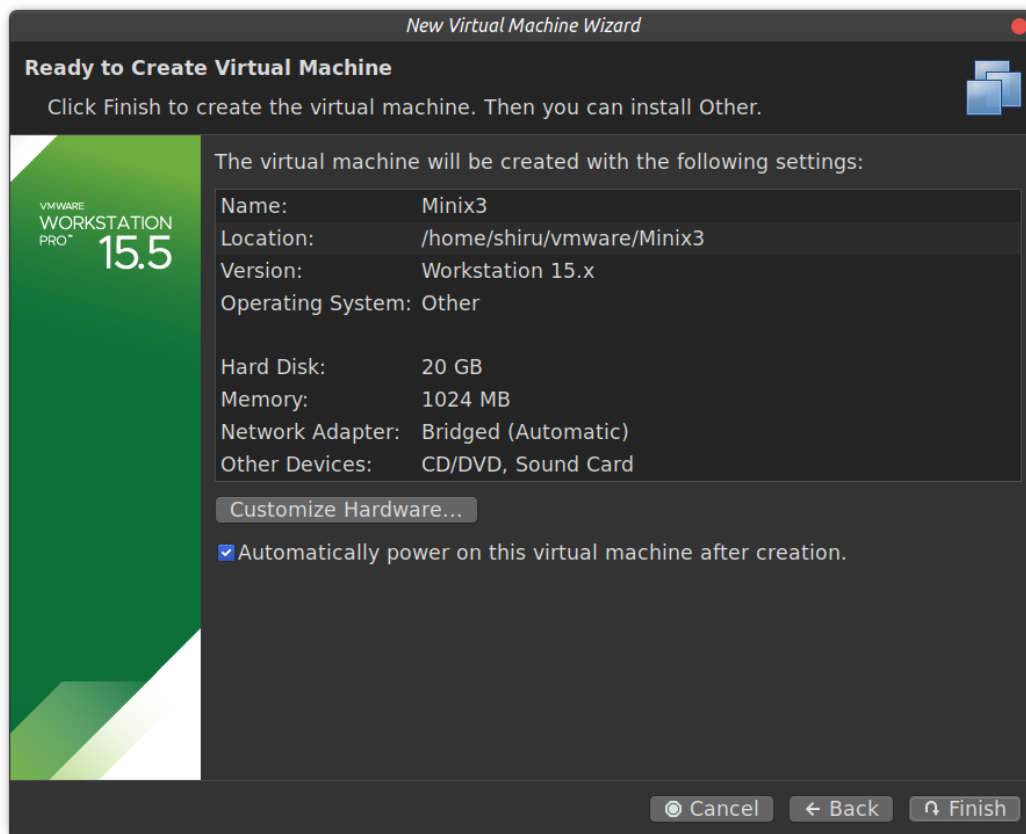 New Virtual Machine Wizard
Ready to Create Virtual Machine
Click Finish to create the virtual machine. Then you can install Other.
VMWARE
WORKSTATION
PRO™ 15.5
The virtual machine will be created with the following settings:
Name: Minix3
Location: /home/shiru/vmware/Minix3
Version: Workstation 15.x
Operating System: Other
Hard Disk: 20 GB
Memory: 1024 MB
Network Adapter: Bridged (Automatic)
Other Devices: CD/DVD, Sound Card
Customize Hardware...
Automatically power on this virtual machine after creation.
Cancel Back Finish